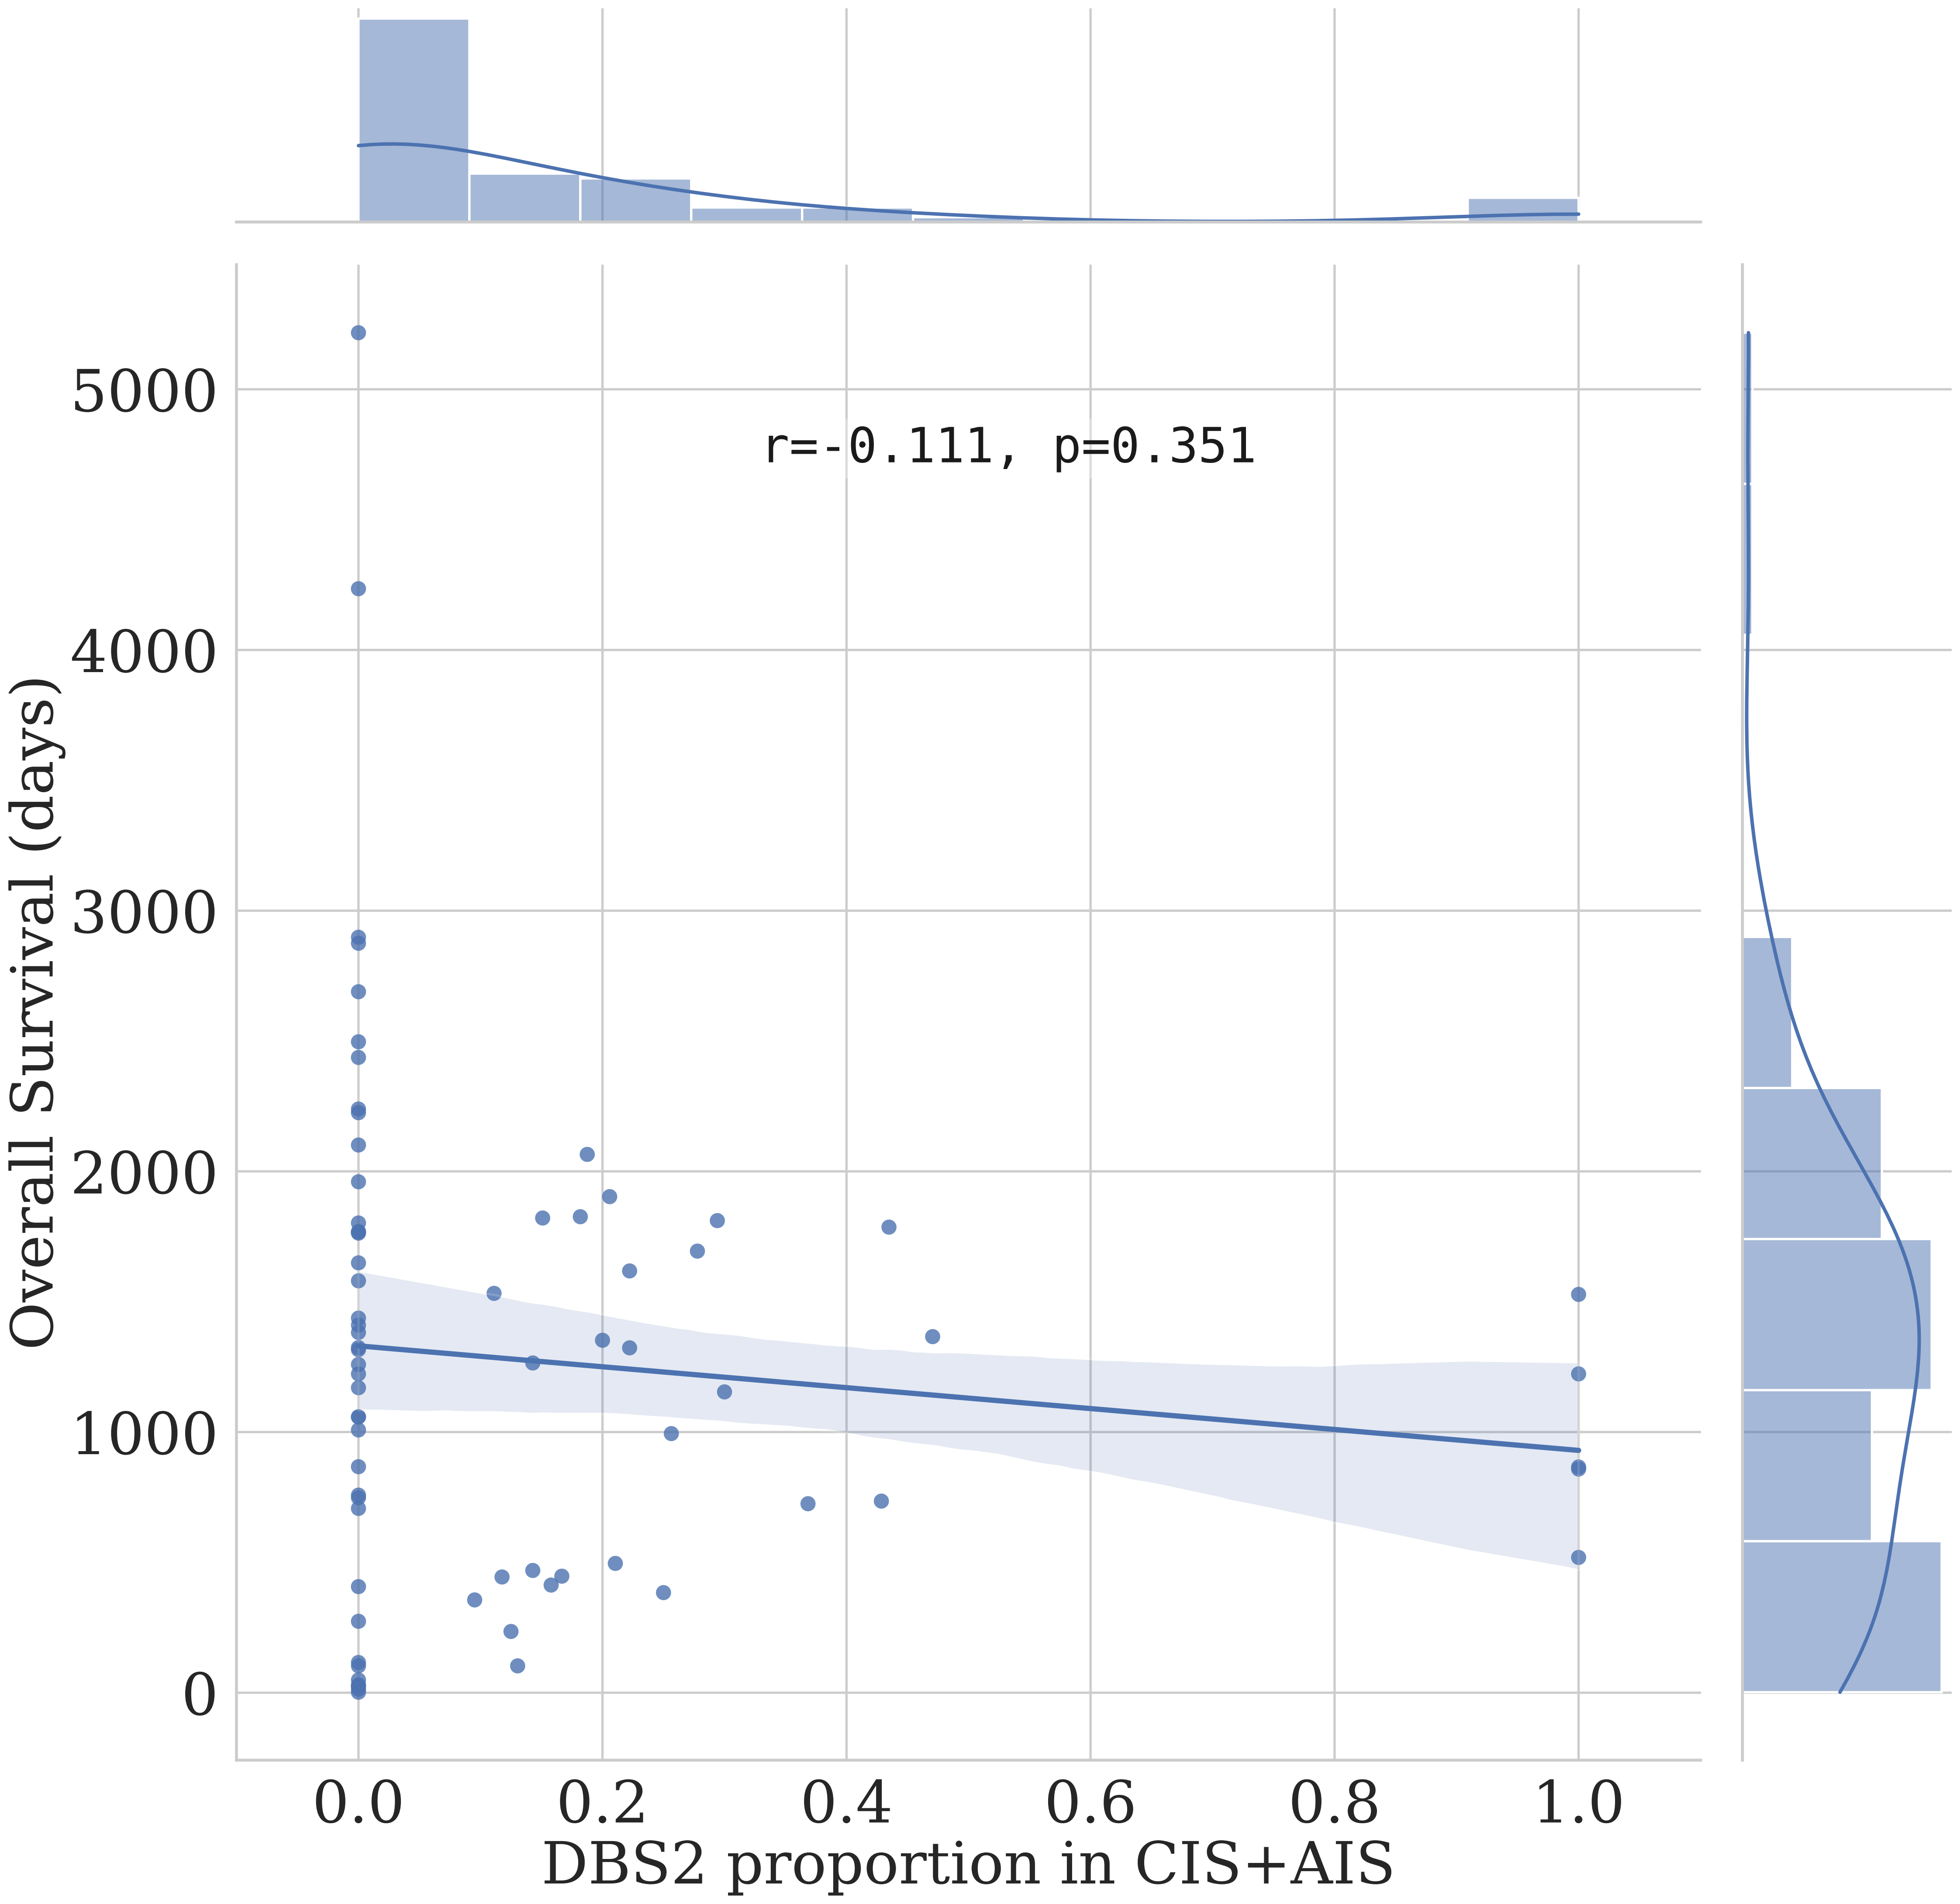 r=-0.111, p=0.351
Overall Survival (days)
5000
4000
3000
2000
1000
0
0.0 0.2 0.4 0.6 0.8 1.0
DBS2 proportion in CIS+AIS